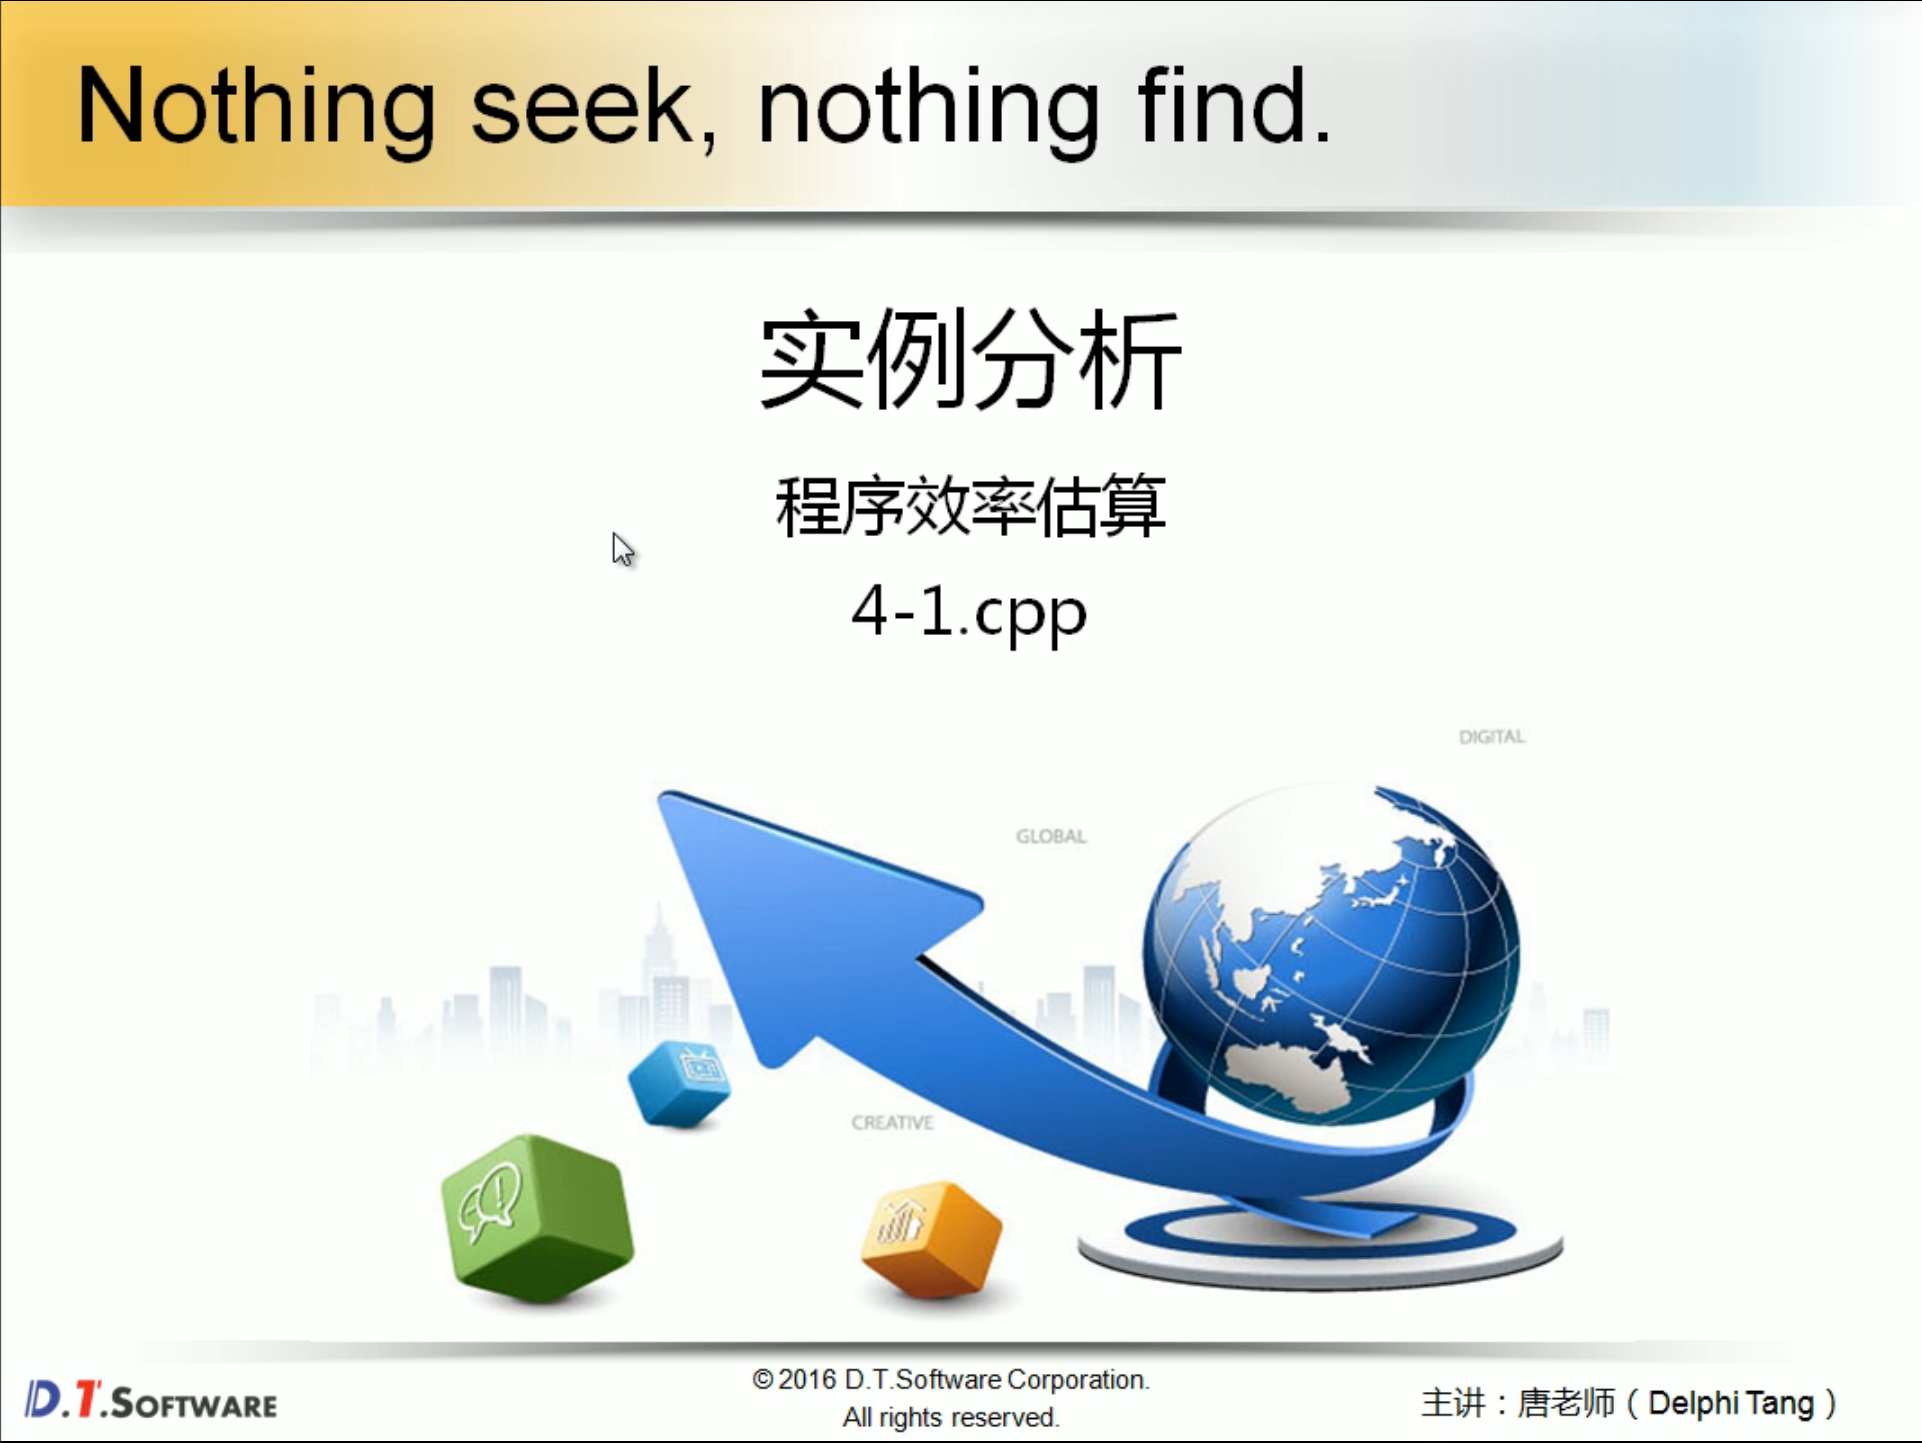 Nothing seek, nothing find.
实例分析
程序效率估算
4-1.cpp
DIGITAL
GLOBAL
CREATIVE
D.T.SOFTWARE
© 2016 D.T.Software Corporation.
All rights reserved.
主讲：唐老师（Delphi Tang）